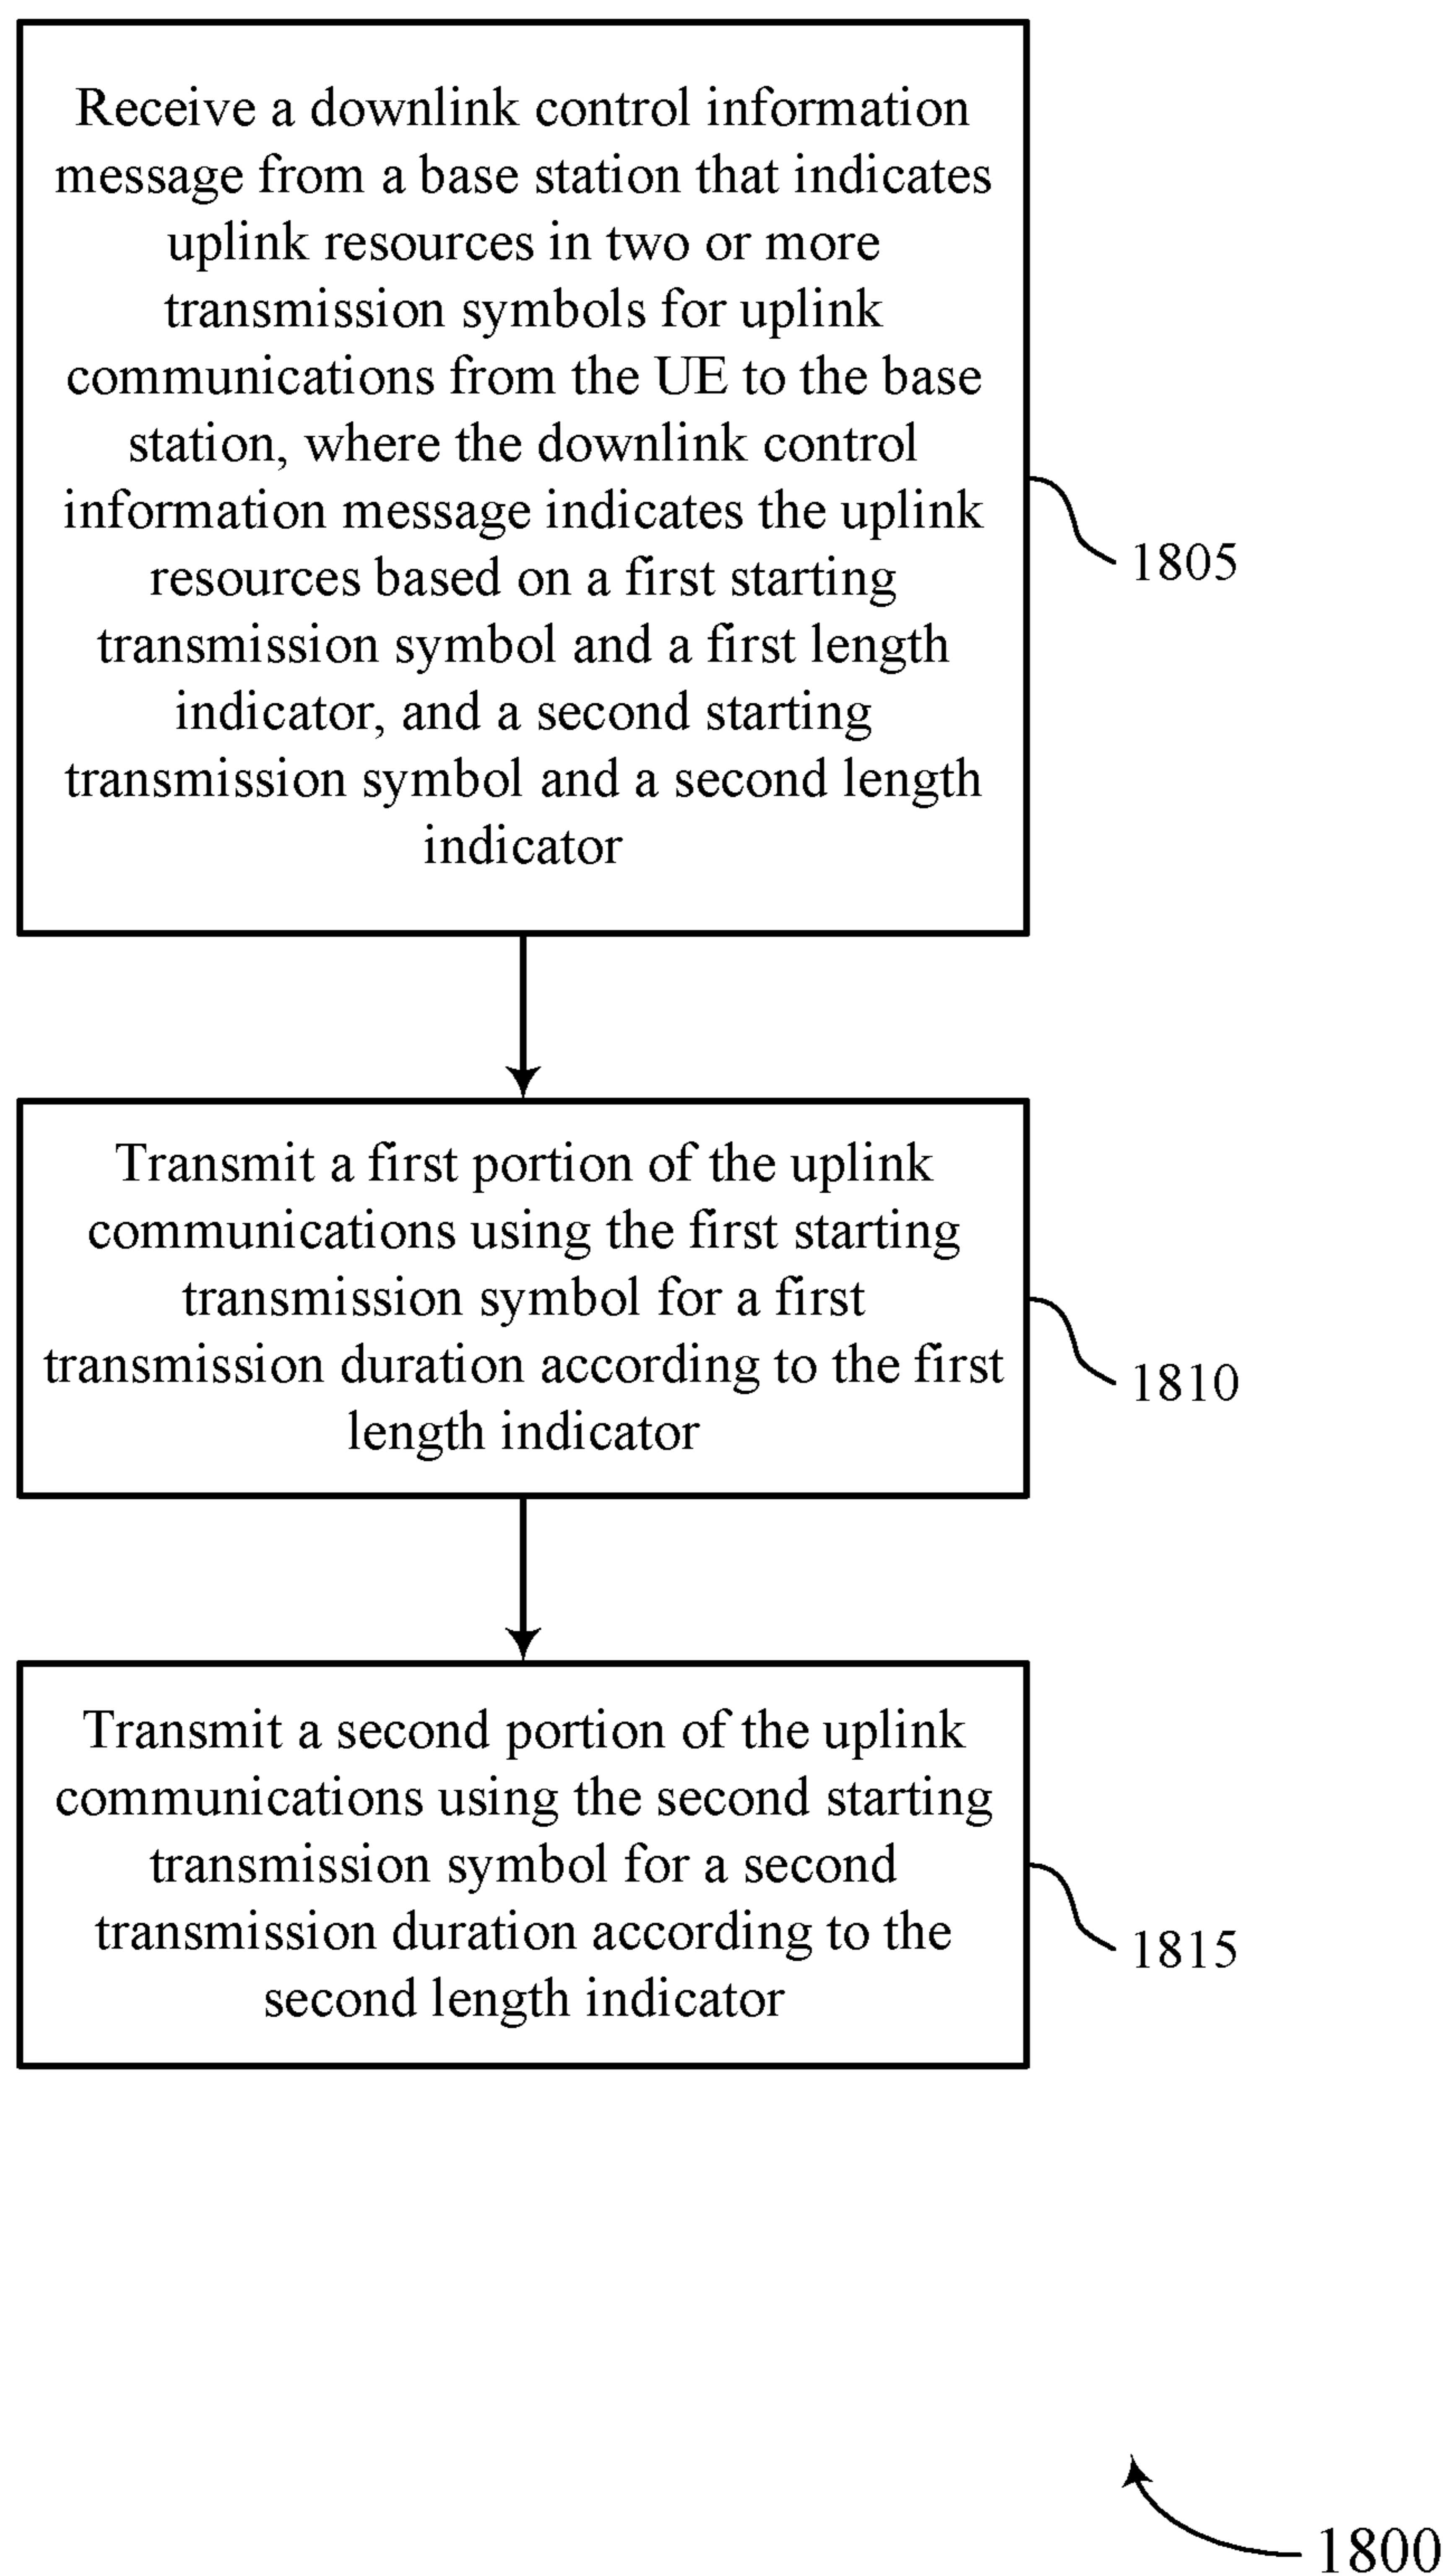 Receive a downlink control information
message from a base station that indicates
uplink resources in two or more
transmission symbols for uplink
communications from the UE to the base
station, where the downlink control
information message indicates the uplink
resources based on a first starting
transmission symbol and a first length
indicator, and a second starting
transmission symbol and a second length
indicator
1805
Transmit a first portion of the uplink
communications using the first starting
transmission symbol for a first
transmission duration according to the first
length indicator
1810
Transmit a second portion of the uplink
communications using the second starting
transmission symbol for a second
transmission duration according to the
second length indicator
1815
1800